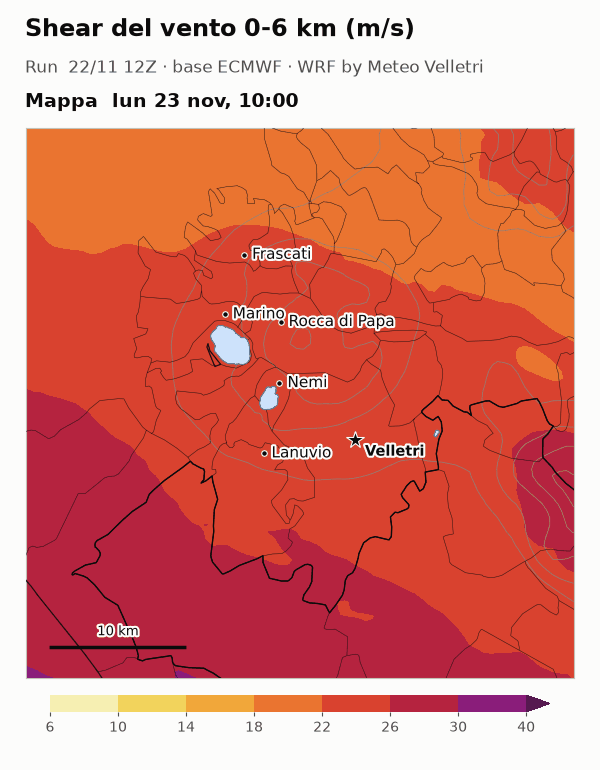 Shear del vento 0-6 km (m/s)
Run  22/11 12Z · base ECMWF · WRF by Meteo Velletri
Mappa  lun 23 nov, 10:00
Frascati
Marino
Rocca di Papa
Nemi
Lanuvio
Velletri
10 km
6 10 14 18 22 26 30 40